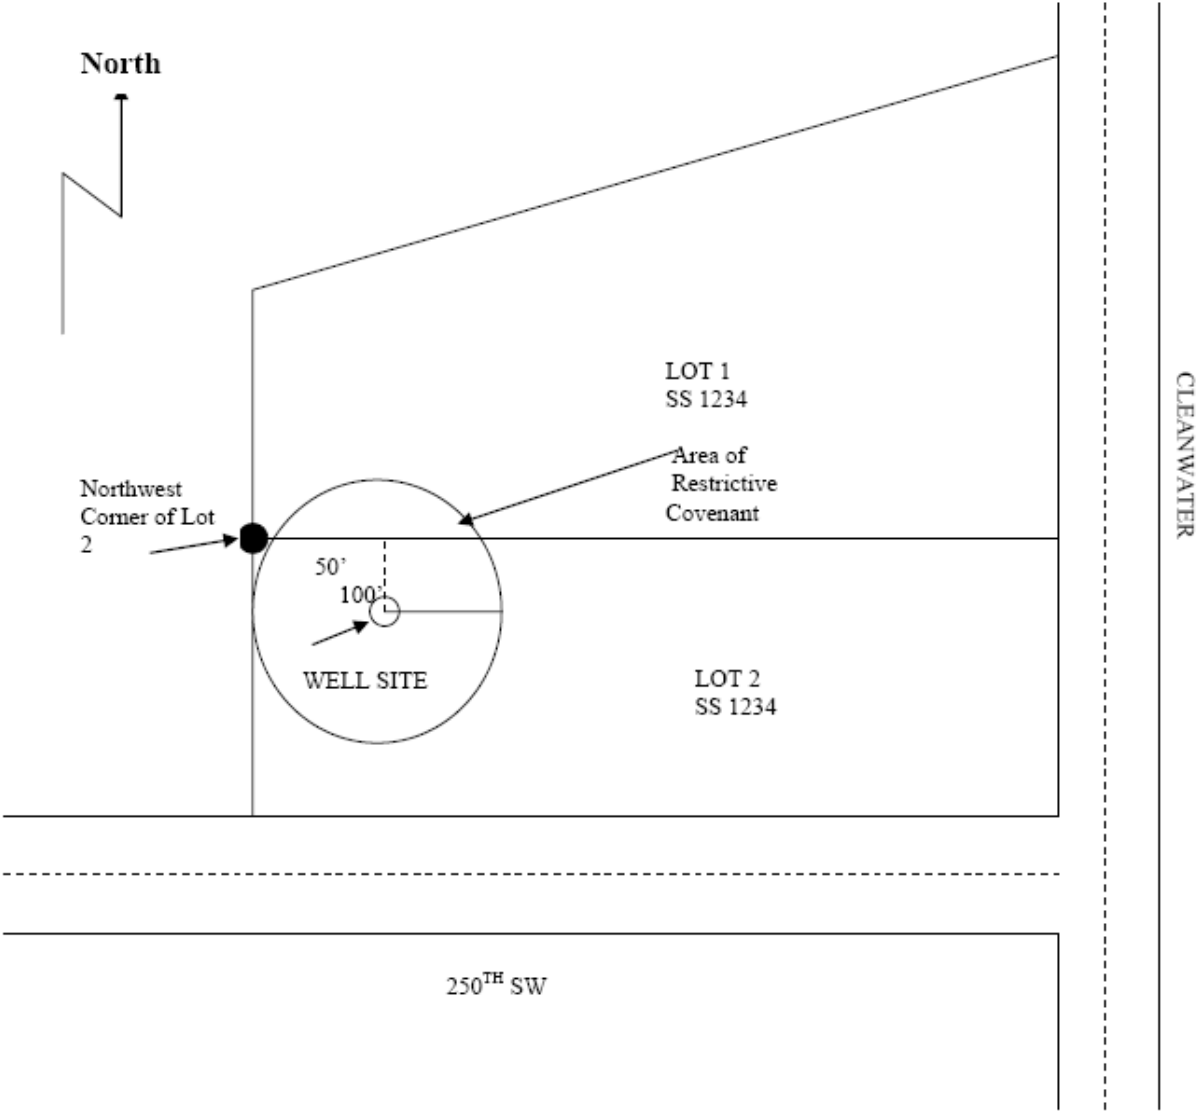 North
LOT 1
SS 1234
Area of
Restrictive
Covenant
Northwest
Corner of Lot
2
50’
100’
WELL SITE
LOT 2
SS 1234
CLEANWATER
250TH SW